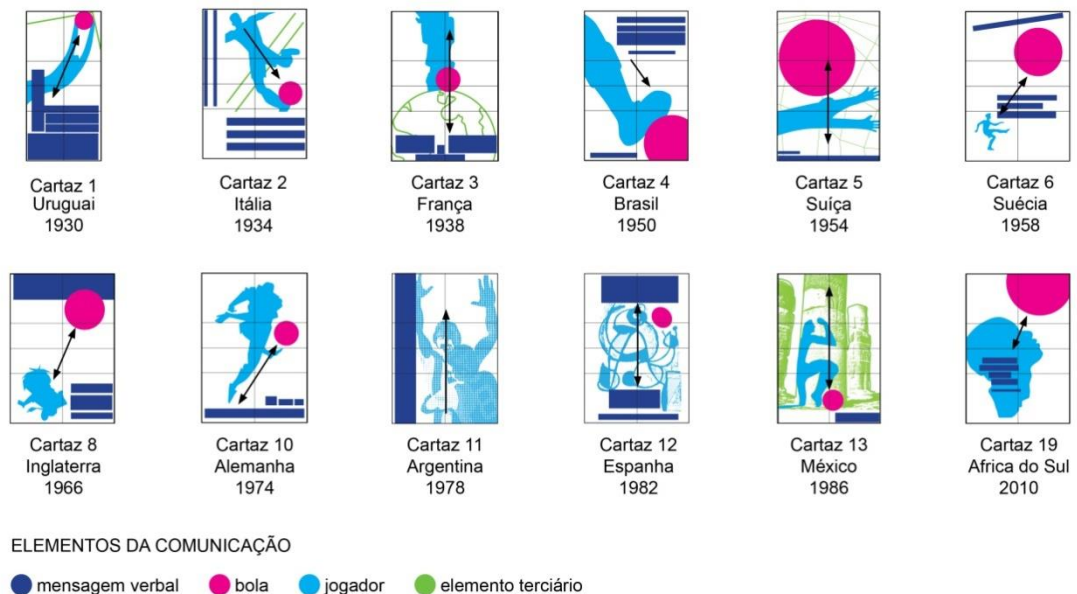 Cartaz 1
Uruguai
1930
Cartaz 2
Itália
1934
Cartaz 3
França
1938
Cartaz 4
Brasil
1950
Cartaz 5
Suíça
1954
Cartaz 6
Suécia
1958
Cartaz 8
Inglaterra
1966
Cartaz 10
Alemanha
1974
Cartaz 11
Argentina
1978
Cartaz 12
Espanha
1982
Cartaz 13
México
1986
Cartaz 19
Africa do Sul
2010
ELEMENTOS DA COMUNICAÇÃO
mensagem verbal bola jogador elemento terciário